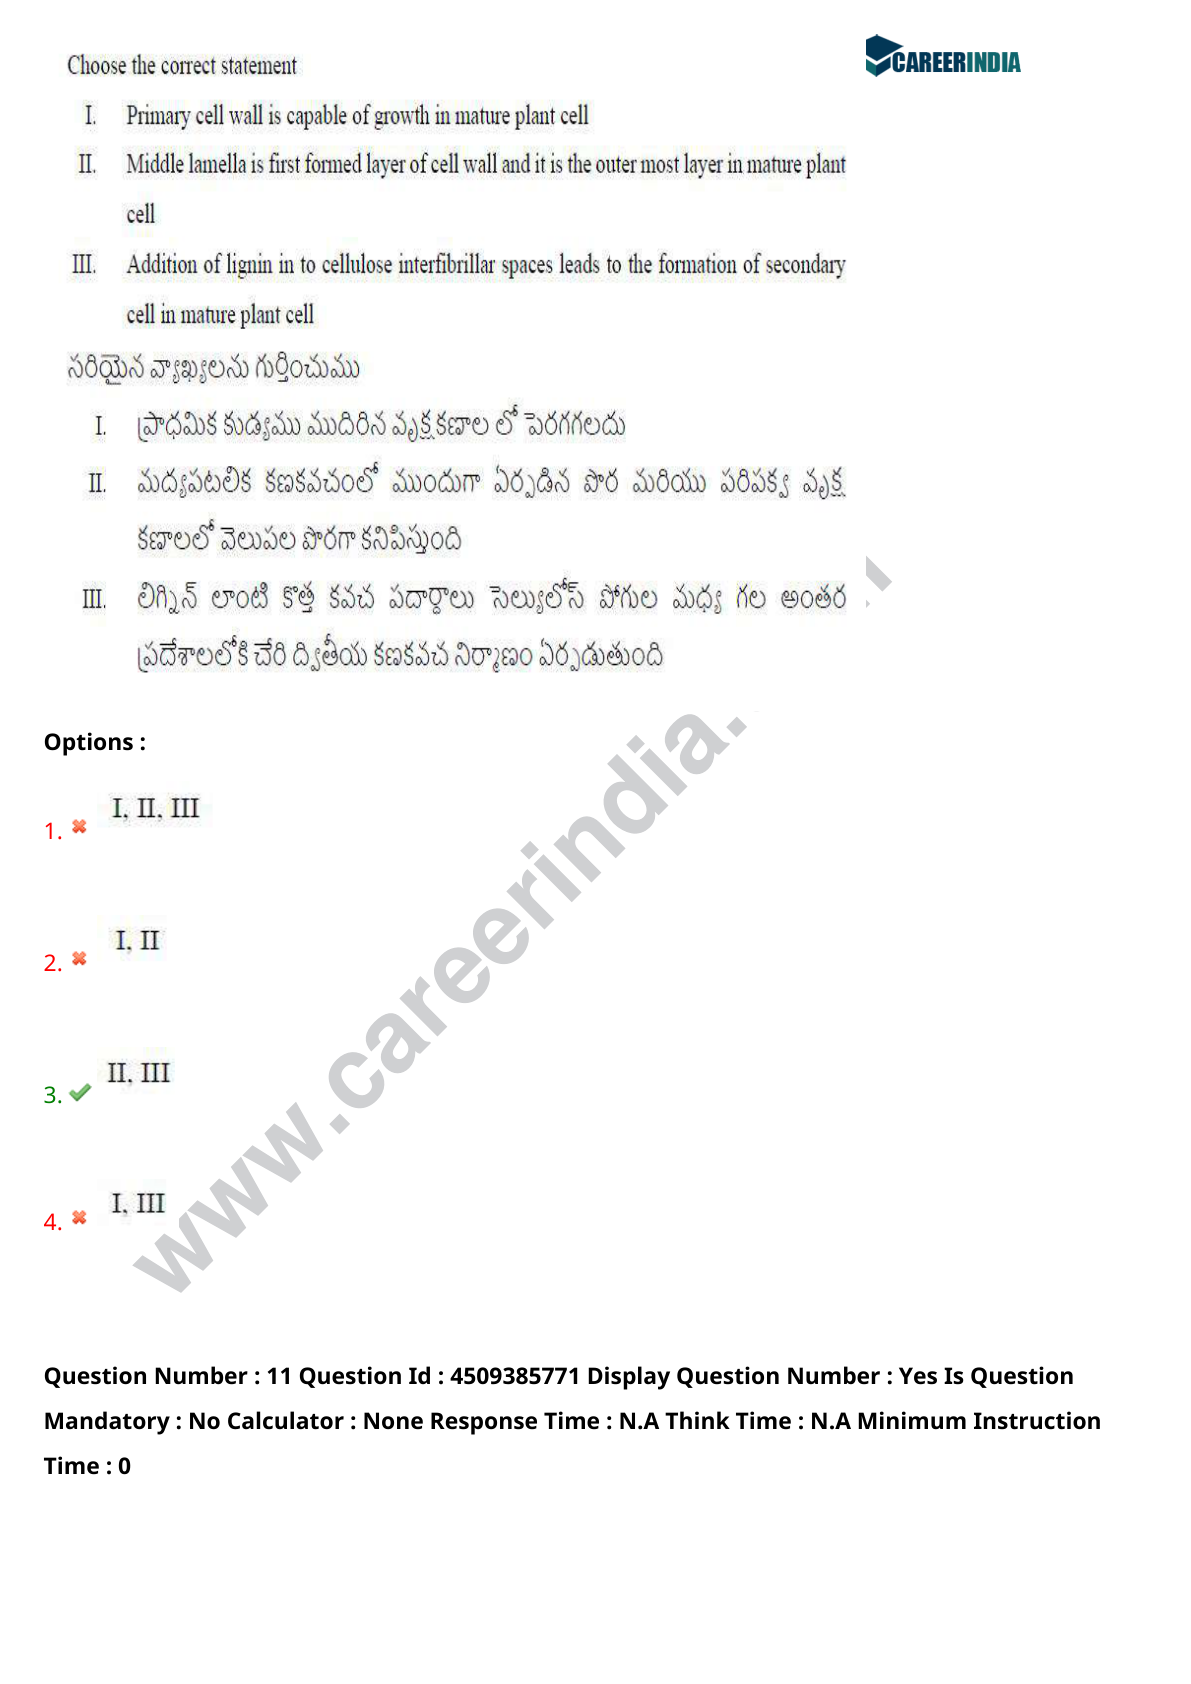 CAREERINDIA
Choose the correct statement
I. Primary cell wall is capable of growth in mature plant cell
II. Middle lamella is first formed layer of cell wall and it is the outer most layer in mature plant
cell
III. Addition of lignin in to cellulose interfibrillar spaces leads to the formation of secondary
cell in mature plant cell
సరియైన వ్యాఖ్యలను గుర్తించుము
I. ప్రాధమిక కుడ్యము ముదిరిన వృక్షకణాల లో పెరగగలదు
II. మద్యపటలిక కణకవచంలో ముందుగా ఏర్పడిన పొర మరియు పరిపక్వ వృక్ష
కణాలలో వెలుపల పొరగా కనిపిస్తుంది
III. లిగ్నిన్ లాంటి కొత్త కవచ పదార్ధాలు సెల్యులోస్ పోగుల మధ్య గల అంతర
ప్రదేశాలలోకి చేరి ద్వితీయ కణకవచ నిర్మాణం ఏర్పడుతుంది
Options :
1. I, II, III
2. I, II
3. II, III
4. I, III
www.careerindia.
Question Number : 11 Question Id : 4509385771 Display Question Number : Yes Is Question
Mandatory : No Calculator : None Response Time : N.A Think Time : N.A Minimum Instruction
Time : 0